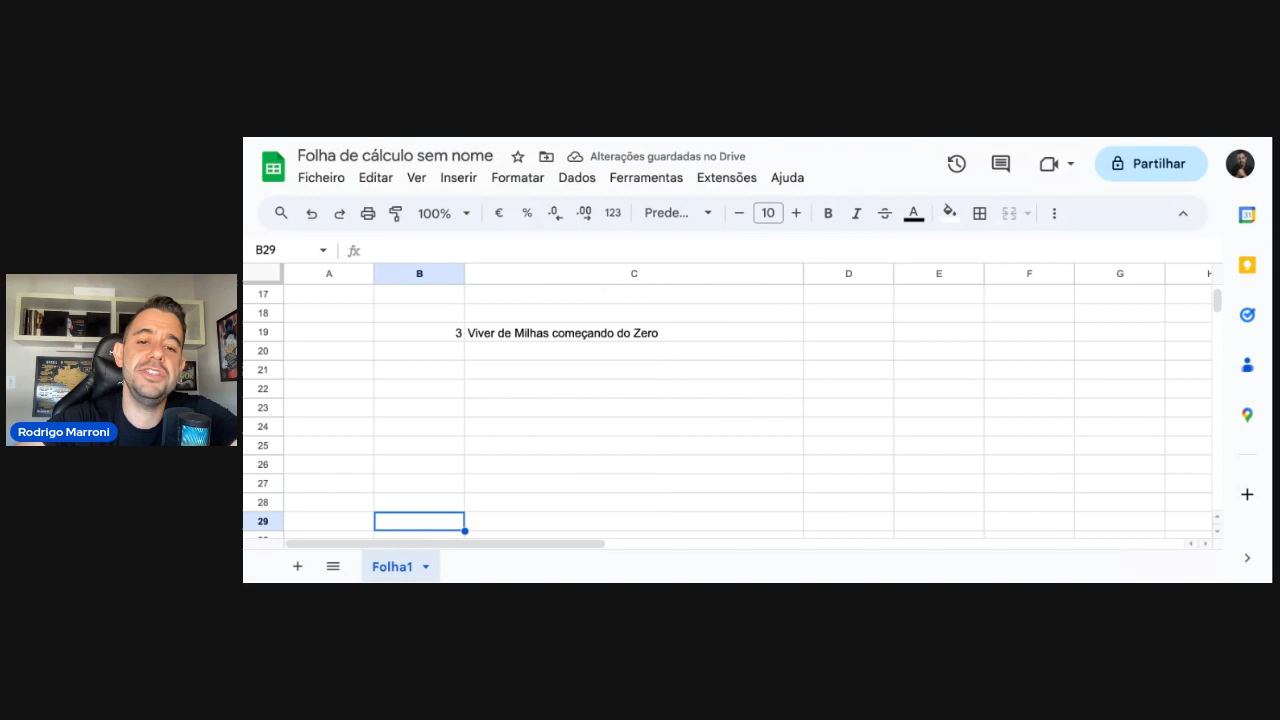 Folha de cálculo sem nome
Alterações guardadas no Drive
Partilhar
Ficheiro Editar Ver Inserir Formatar Dados Ferramentas Extensões Ajuda
100% € % .0 .00 123 Prede... 10 B I A
B29 fx
A B C D E F G H
17
18
19 3 Viver de Milhas começando do Zero
20
21
22
23
24
25
26
27
28
29
Folha1
Rodrigo Marroni